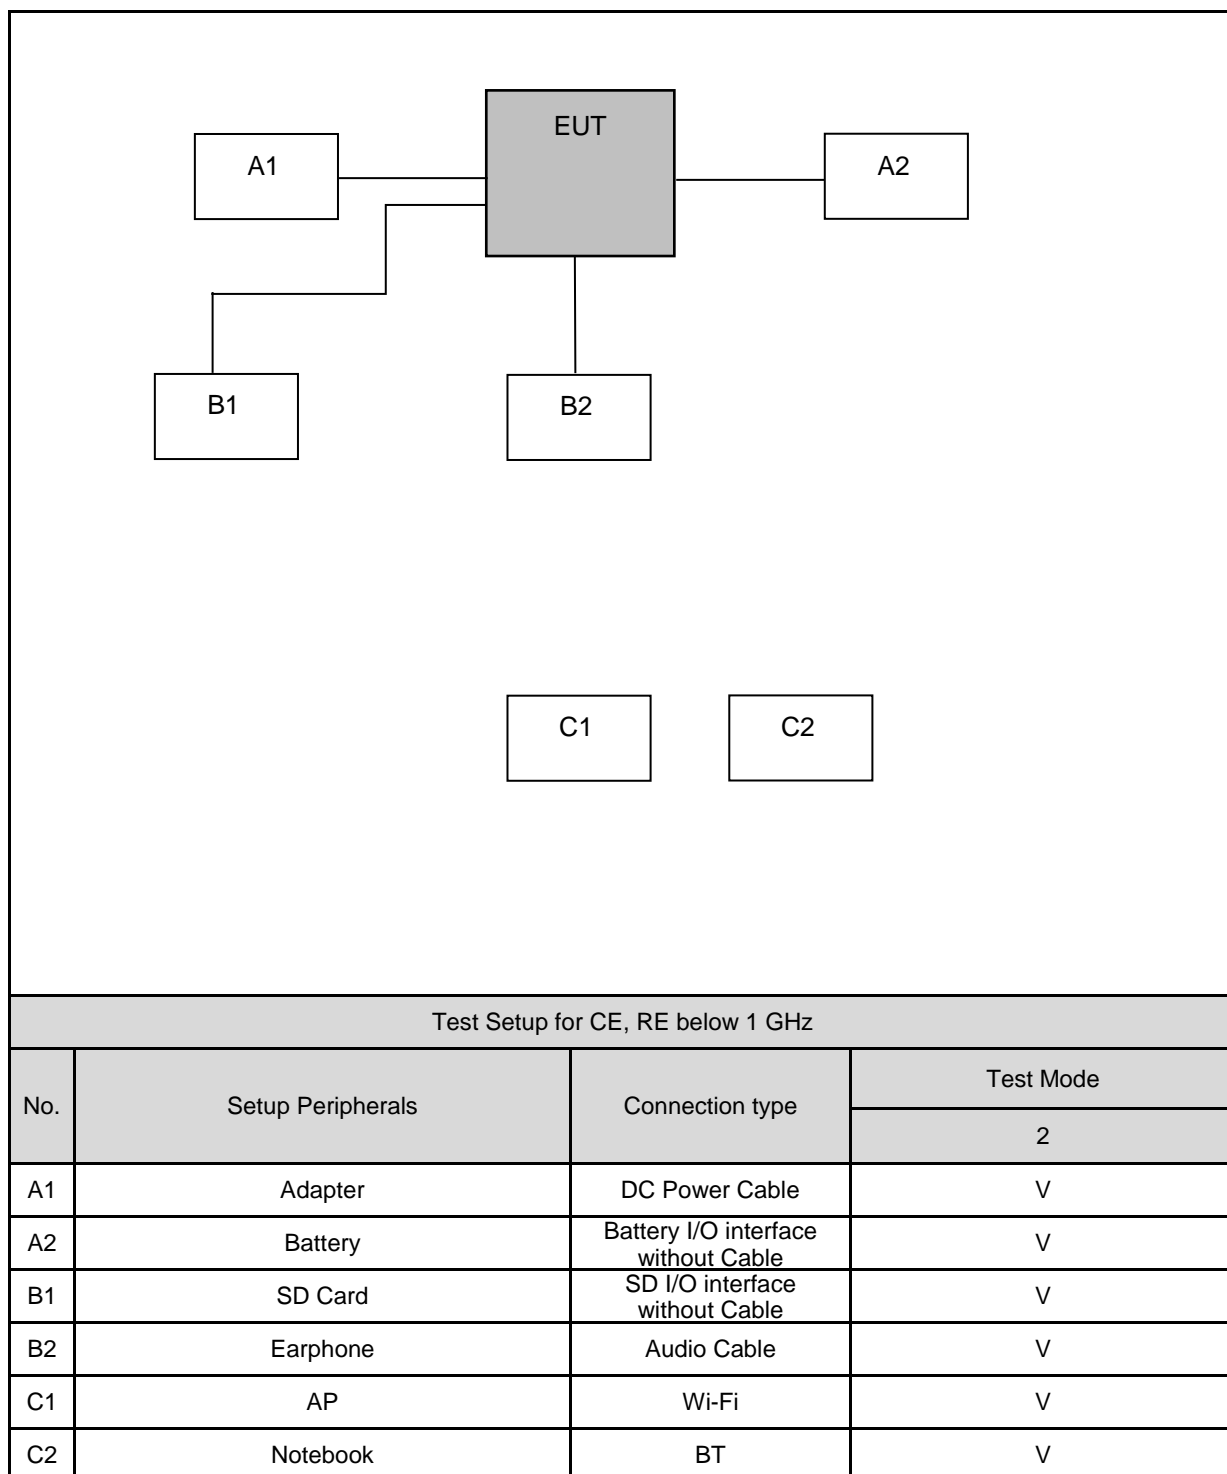 EUT
A1
A2
B1
B2
C1
C2
Test Setup for CE, RE below 1 GHz
No. Setup Peripherals Connection type Test Mode
2
A1 Adapter DC Power Cable V
A2 Battery Battery I/O interface
without Cable V
B1 SD Card SD I/O interface
without Cable V
B2 Earphone Audio Cable V
C1 AP Wi-Fi V
C2 Notebook BT V